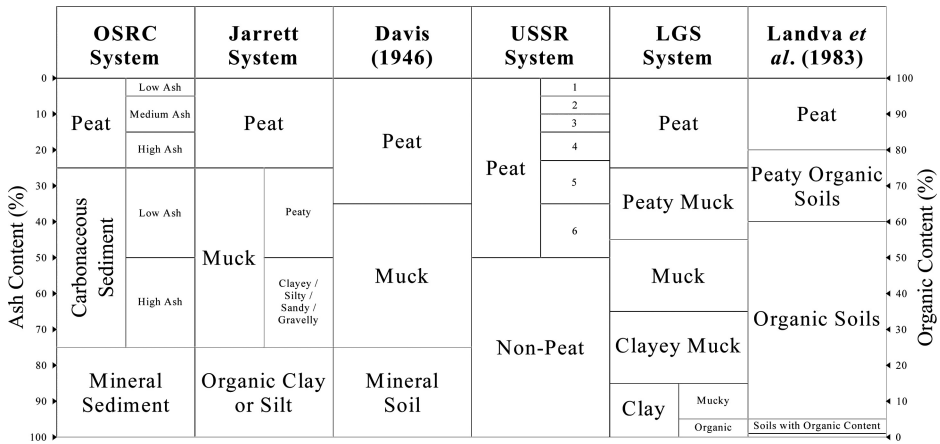 OSRC
System
Jarrett
System
Davis
(1946)
USSR
System
LGS
System
Landva et
al. (1983)
Ash Content (%)
0
10
20
30
40
50
60
70
80
90
100
Peat
Low Ash
Medium Ash
High Ash
Carbonaceous
Sediment
Low Ash
High Ash
Mineral
Sediment
Peat
Muck
Peaty
Clayey /
Silty /
Sandy /
Gravelly
Organic Clay
or Silt
Peat
Muck
Mineral
Soil
Peat
1
2
3
4
5
6
Non-Peat
Peat
Peaty Muck
Muck
Clayey Muck
Clay
Mucky
Organic
Peat
Peaty Organic
Soils
Organic Soils
Soils with Organic Content
100
90
80
70
60
50
40
30
20
10
0
Organic Content (%)